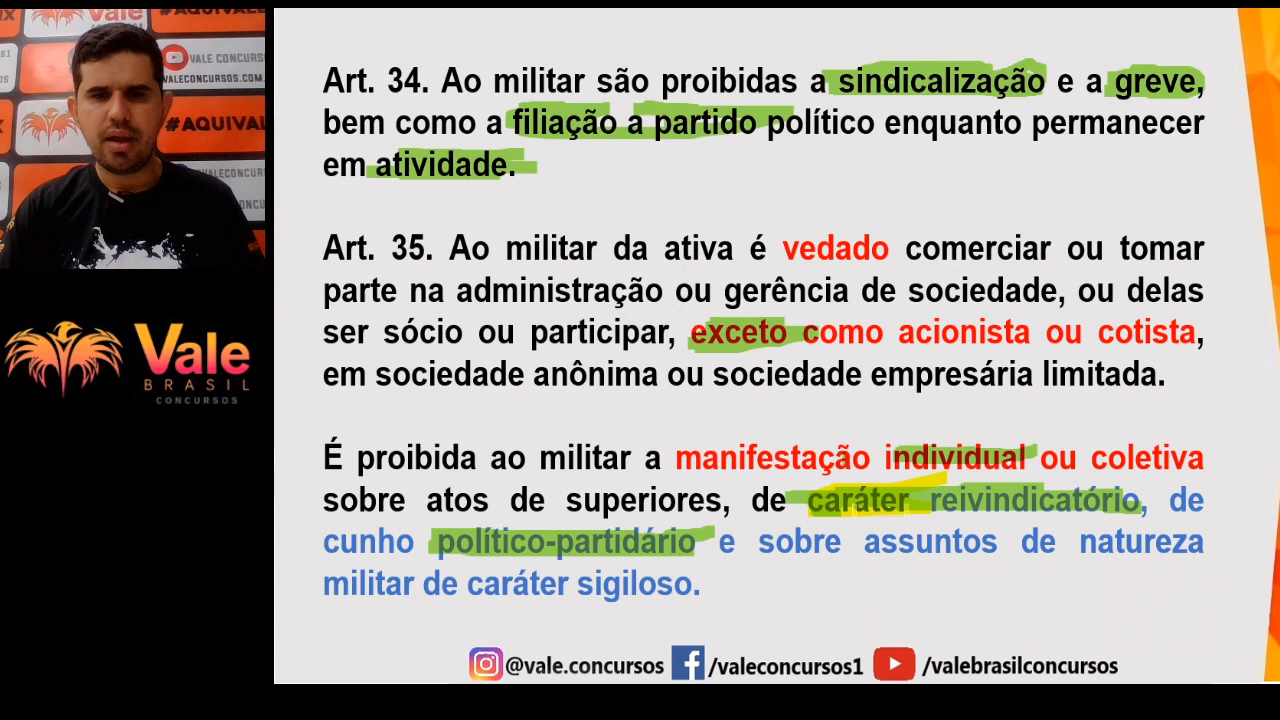 VALE CONCURS
VALECONCURSOS.COM.
#AQUIVAL
VALECONCURSOS
Vale
BRASIL
CONCURSOS
Art. 34. Ao militar são proibidas a sindicalização e a greve,
bem como a filiação a partido político enquanto permanecer
em atividade.
Art. 35. Ao militar da ativa é vedado comerciar ou tomar
parte na administração ou gerência de sociedade, ou delas
ser sócio ou participar, exceto como acionista ou cotista,
em sociedade anônima ou sociedade empresária limitada.
É proibida ao militar a manifestação individual ou coletiva
sobre atos de superiores, de caráter reivindicatório, de
cunho político-partidário e sobre assuntos de natureza
militar de caráter sigiloso.
@vale.concursos /valeconcursos1 /valebrasilconcursos